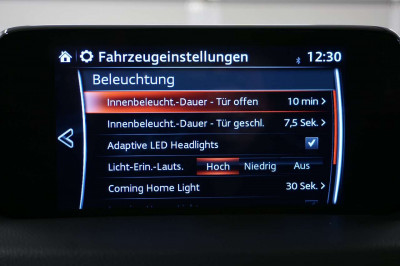 Fahrzeugeinstellungen 12:30
Beleuchtung
Innenbeleucht.-Dauer - Tür offen 10 min
Innenbeleucht.-Dauer - Tür geschl. 7,5 Sek.
Adaptive LED Headlights
Licht-Erin.-Lauts. Hoch Niedrig Aus
Coming Home Light 30 Sek.